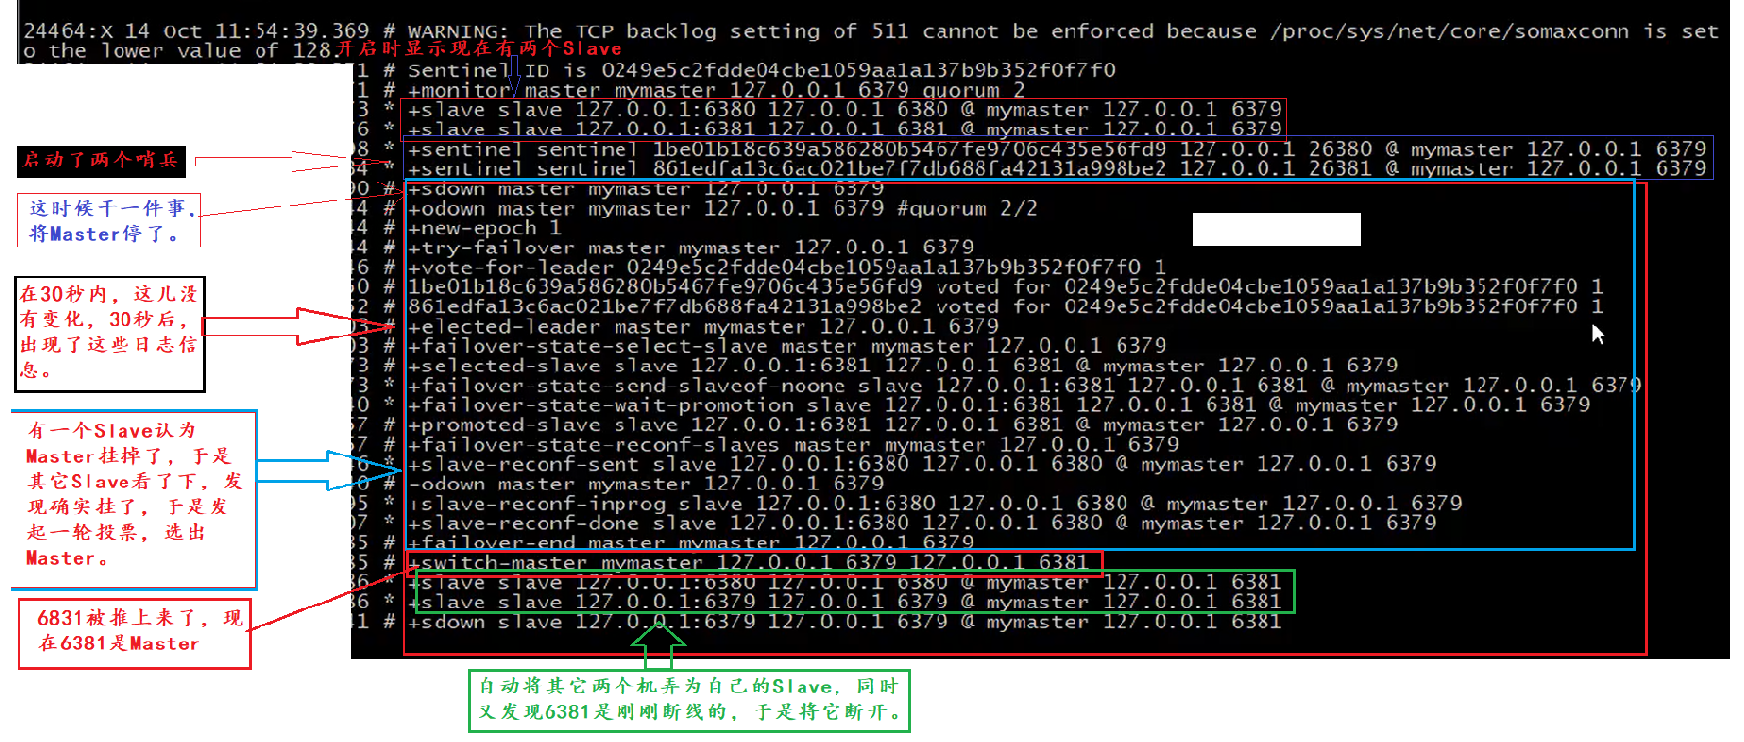 24464:X 14 Oct 11:54:39.369 # WARNING: The TCP backlog setting of 511 cannot be enforced because /proc/sys/net/core/somaxconn is set
o the lower value of 128.
开启时显示现在有两个Slave
1 # Sentinel ID is 0249e5c2fdde04cbe1059aa1a137b9b352f0f7f0
1 # +monitor master mymaster 127.0.0.1 6379 quorum 2
3 * +slave slave 127.0.0.1:6380 127.0.0.1 6380 @ mymaster 127.0.0.1 6379
6 * +slave slave 127.0.0.1:6381 127.0.0.1 6381 @ mymaster 127.0.0.1 6379
8 * +sentinel sentinel 1be01b18c639a586280b5467fe9706c435e56fd9 127.0.0.1 26380 @ mymaster 127.0.0.1 6379
4 * +sentinel sentinel 861edfa13c6ac021be7f7db688fa42131a998be2 127.0.0.1 26381 @ mymaster 127.0.0.1 6379
0 # +sdown master mymaster 127.0.0.1 6379
4 # +odown master mymaster 127.0.0.1 6379 #quorum 2/2
4 # +new-epoch 1
4 # +try-failover master mymaster 127.0.0.1 6379
6 # +vote-for-leader 0249e5c2fdde04cbe1059aa1a137b9b352f0f7f0 1
0 # 1be01b18c639a586280b5467fe9706c435e56fd9 voted for 0249e5c2fdde04cbe1059aa1a137b9b352f0f7f0 1
2 # 861edfa13c6ac021be7f7db688fa42131a998be2 voted for 0249e5c2fdde04cbe1059aa1a137b9b352f0f7f0 1
# +elected-leader master mymaster 127.0.0.1 6379
3 # +failover-state-select-slave master mymaster 127.0.0.1 6379
3 # +selected-slave slave 127.0.0.1:6381 127.0.0.1 6381 @ mymaster 127.0.0.1 6379
3 * +failover-state-send-slaveof-noone slave 127.0.0.1:6381 127.0.0.1 6381 @ mymaster 127.0.0.1 6379
0 * +failover-state-wait-promotion slave 127.0.0.1:6381 127.0.0.1 6381 @ mymaster 127.0.0.1 6379
7 # +promoted-slave slave 127.0.0.1:6381 127.0.0.1 6381 @ mymaster 127.0.0.1 6379
7 # +failover-state-reconf-slaves master mymaster 127.0.0.1 6379
6 * +slave-reconf-sent slave 127.0.0.1:6380 127.0.0.1 6380 @ mymaster 127.0.0.1 6379
0 # -odown master mymaster 127.0.0.1 6379
5 * +slave-reconf-inprog slave 127.0.0.1:6380 127.0.0.1 6380 @ mymaster 127.0.0.1 6379
7 * +slave-reconf-done slave 127.0.0.1:6380 127.0.0.1 6380 @ mymaster 127.0.0.1 6379
5 # +failover-end master mymaster 127.0.0.1 6379
5 # +switch-master mymaster 127.0.0.1 6379 127.0.0.1 6381
6 * +slave slave 127.0.0.1:6380 127.0.0.1 6380 @ mymaster 127.0.0.1 6381
6 * +slave slave 127.0.0.1:6379 127.0.0.1 6379 @ mymaster 127.0.0.1 6381
41 # +sdown slave 127.0.0.1:6379 127.0.0.1 6379 @ mymaster 127.0.0.1 6381
启动了两个哨兵
这时候干一件事，
将Master停了。
在30秒内，这儿没
有变化，30秒后，
出现了这些日志信
息。
有一个Slave认为
Master挂掉了，于是
其它Slave看了下，发
现确实挂了，于是发
起一轮投票，选出
Master。
6831被推上来了，现
在6381是Master
自动将其它两个机弄为自己的Slave，同时
又发现6381是刚刚断线的，于是将它断开。